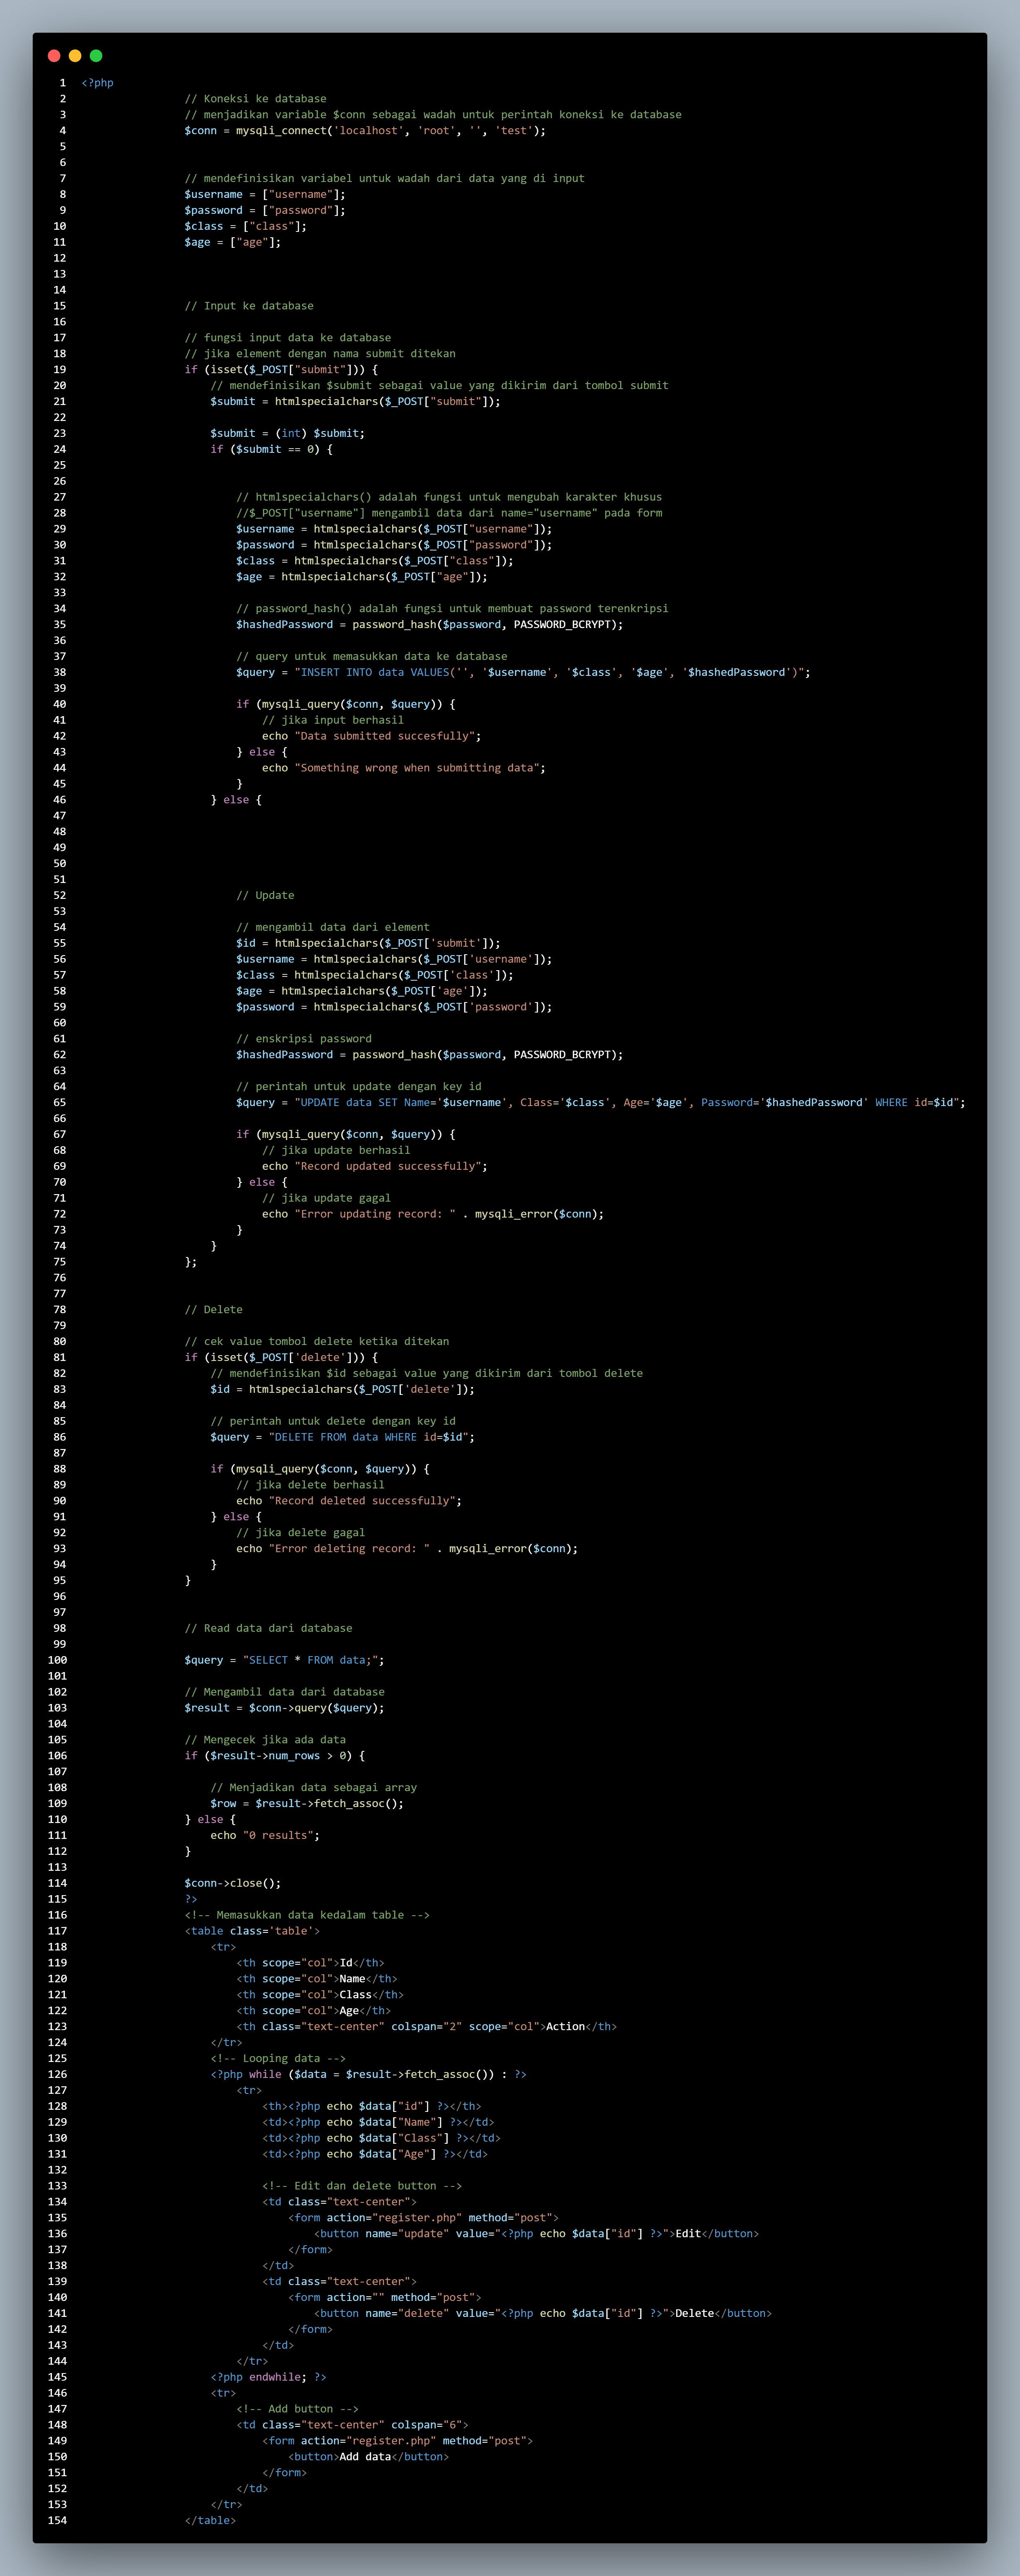 1 <?php
2 // Koneksi ke database
3 // menjadikan variable $conn sebagai wadah untuk perintah koneksi ke database
4 $conn = mysqli_connect('localhost', 'root', '', 'test');
5
6
7 // mendefinisikan variabel untuk wadah dari data yang di input
8 $username = ["username"];
9 $password = ["password"];
10 $class = ["class"];
11 $age = ["age"];
12
13
14
15 // Input ke database
16
17 // fungsi input data ke database
18 // jika element dengan nama submit ditekan
19 if (isset($_POST["submit"])) {
20 // mendefinisikan $submit sebagai value yang dikirim dari tombol submit
21 $submit = htmlspecialchars($_POST["submit"]);
22
23 $submit = (int) $submit;
24 if ($submit == 0) {
25
26
27 // htmlspecialchars() adalah fungsi untuk mengubah karakter khusus
28 //$_POST["username"] mengambil data dari name="username" pada form
29 $username = htmlspecialchars($_POST["username"]);
30 $password = htmlspecialchars($_POST["password"]);
31 $class = htmlspecialchars($_POST["class"]);
32 $age = htmlspecialchars($_POST["age"]);
33
34 // password_hash() adalah fungsi untuk membuat password terenkripsi
35 $hashedPassword = password_hash($password, PASSWORD_BCRYPT);
36
37 // query untuk memasukkan data ke database
38 $query = "INSERT INTO data VALUES('', '$username', '$class', '$age', '$hashedPassword')";
39
40 if (mysqli_query($conn, $query)) {
41 // jika input berhasil
42 echo "Data submitted succesfully";
43 } else {
44 echo "Something wrong when submitting data";
45 }
46 } else {
47
48
49
50
51
52 // Update
53
54 // mengambil data dari element
55 $id = htmlspecialchars($_POST['submit']);
56 $username = htmlspecialchars($_POST['username']);
57 $class = htmlspecialchars($_POST['class']);
58 $age = htmlspecialchars($_POST['age']);
59 $password = htmlspecialchars($_POST['password']);
60
61 // enskripsi password
62 $hashedPassword = password_hash($password, PASSWORD_BCRYPT);
63
64 // perintah untuk update dengan key id
65 $query = "UPDATE data SET Name='$username', Class='$class', Age='$age', Password='$hashedPassword' WHERE id=$id";
66
67 if (mysqli_query($conn, $query)) {
68 // jika update berhasil
69 echo "Record updated successfully";
70 } else {
71 // jika update gagal
72 echo "Error updating record: " . mysqli_error($conn);
73 }
74 }
75 };
76
77
78 // Delete
79
80 // cek value tombol delete ketika ditekan
81 if (isset($_POST['delete'])) {
82 // mendefinisikan $id sebagai value yang dikirim dari tombol delete
83 $id = htmlspecialchars($_POST['delete']);
84
85 // perintah untuk delete dengan key id
86 $query = "DELETE FROM data WHERE id=$id";
87
88 if (mysqli_query($conn, $query)) {
89 // jika delete berhasil
90 echo "Record deleted successfully";
91 } else {
92 // jika delete gagal
93 echo "Error deleting record: " . mysqli_error($conn);
94 }
95 }
96
97
98 // Read data dari database
99
100 $query = "SELECT * FROM data;";
101
102 // Mengambil data dari database
103 $result = $conn->query($query);
104
105 // Mengecek jika ada data
106 if ($result->num_rows > 0) {
107
108 // Menjadikan data sebagai array
109 $row = $result->fetch_assoc();
110 } else {
111 echo "0 results";
112 }
113
114 $conn->close();
115 ?>
116 <!-- Memasukkan data kedalam table -->
117 <table class='table'>
118 <tr>
119 <th scope="col">Id</th>
120 <th scope="col">Name</th>
121 <th scope="col">Class</th>
122 <th scope="col">Age</th>
123 <th class="text-center" colspan="2" scope="col">Action</th>
124 </tr>
125 <!-- Looping data -->
126 <?php while ($data = $result->fetch_assoc()) : ?>
127 <tr>
128 <th><?php echo $data["id"] ?></th>
129 <td><?php echo $data["Name"] ?></td>
130 <td><?php echo $data["Class"] ?></td>
131 <td><?php echo $data["Age"] ?></td>
132
133 <!-- Edit dan delete button -->
134 <td class="text-center">
135 <form action="register.php" method="post">
136 <button name="update" value="<?php echo $data["id"] ?>">Edit</button>
137 </form>
138 </td>
139 <td class="text-center">
140 <form action="" method="post">
141 <button name="delete" value="<?php echo $data["id"] ?>">Delete</button>
142 </form>
143 </td>
144 </tr>
145 <?php endwhile; ?>
146 <tr>
147 <!-- Add button -->
148 <td class="text-center" colspan="6">
149 <form action="register.php" method="post">
150 <button>Add data</button>
151 </form>
152 </td>
153 </tr>
154 </table>